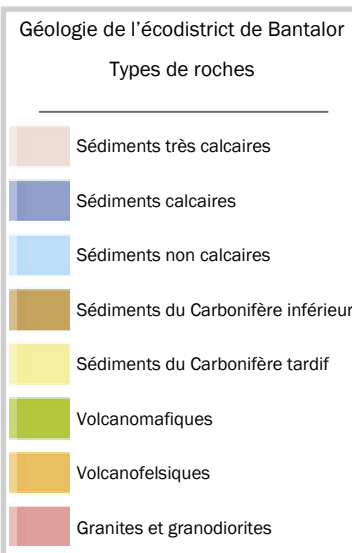 Géologie de l'écodistrict de Bantalor
Types de roches
Sédiments très calcaires
Sédiments calcaires
Sédiments non calcaires
Sédiments du Carbonifère inférieur
Sédiments du Carbonifère tardif
Volcanomafiques
Volcanofelsiques
Granites et granodiorites